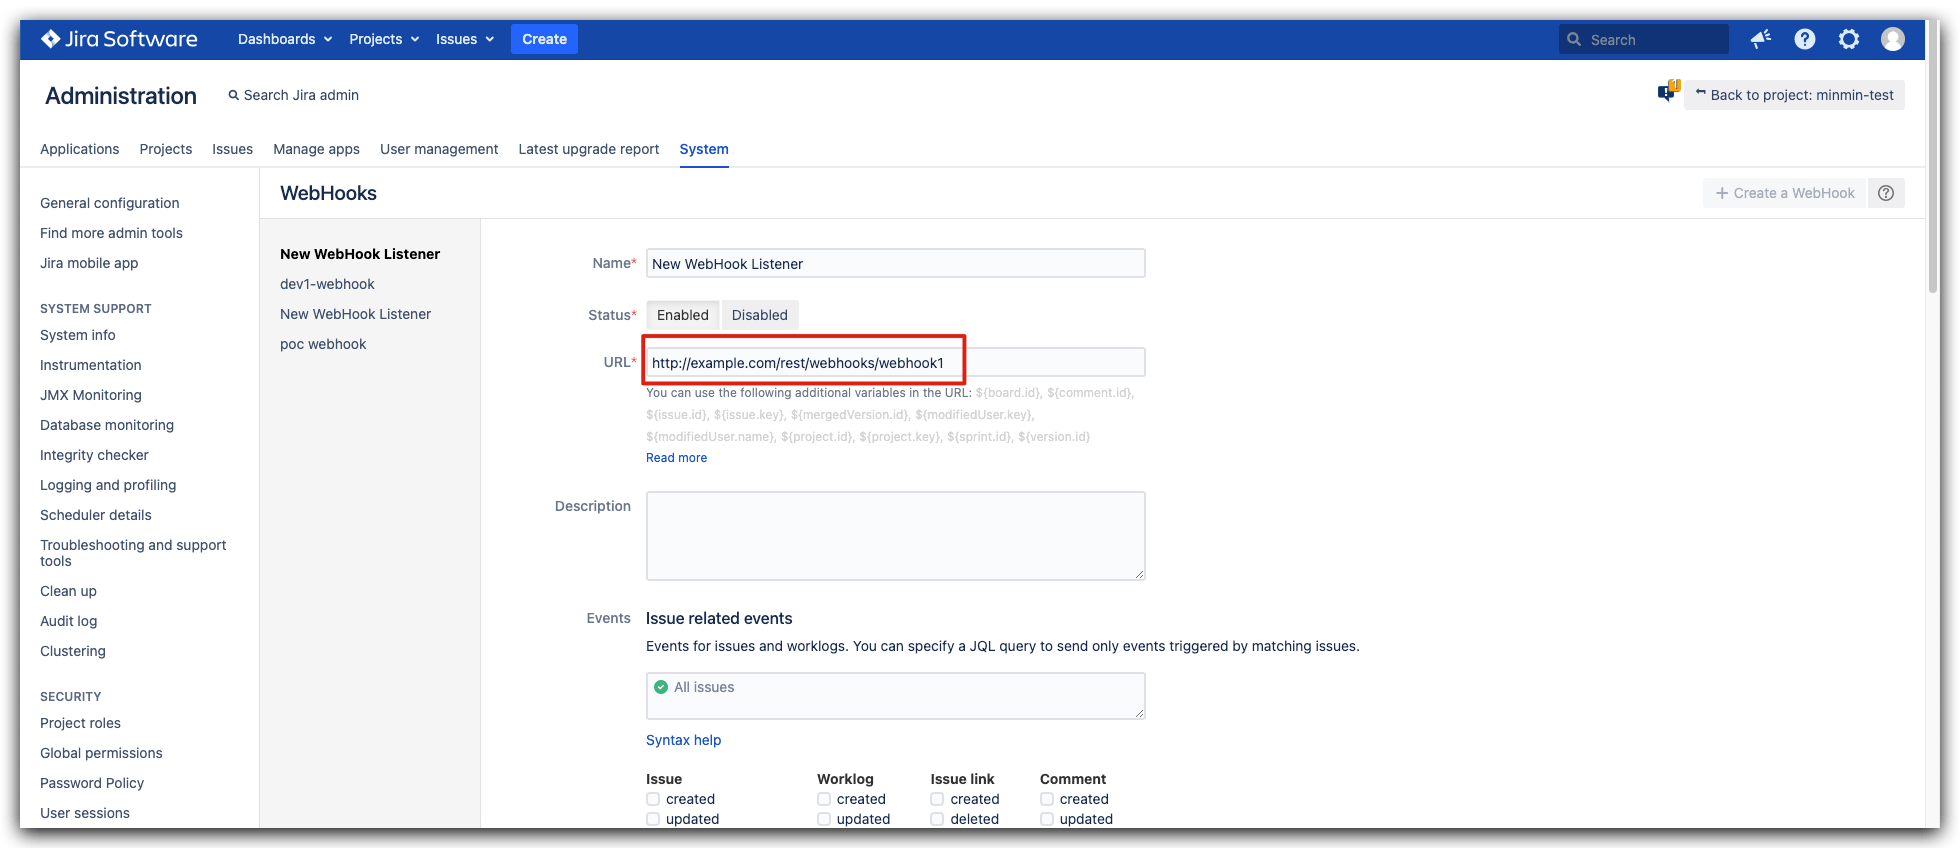 Jira Software Dashboards Projects Issues Create Search
Administration Search Jira admin 1 Back to project: minmin-test
Applications Projects Issues Manage apps User management Latest upgrade report System
General configuration
Find more admin tools
Jira mobile app
SYSTEM SUPPORT
System info
Instrumentation
JMX Monitoring
Database monitoring
Integrity checker
Logging and profiling
Scheduler details
Troubleshooting and support
tools
Clean up
Audit log
Clustering
SECURITY
Project roles
Global permissions
Password Policy
User sessions
WebHooks + Create a WebHook
New WebHook Listener
dev1-webhook
New WebHook Listener
poc webhook
Name* New WebHook Listener
Status* Enabled Disabled
URL* http://example.com/rest/webhooks/webhook1
You can use the following additional variables in the URL: ${board.id}, ${comment.id},
${issue.id}, ${issue.key}, ${mergedVersion.id}, ${modifiedUser.key},
${modifiedUser.name}, ${project.id}, ${project.key}, ${sprint.id}, ${version.id}
Read more
Description
Events Issue related events
Events for issues and worklogs. You can specify a JQL query to send only events triggered by matching issues.
All issues
Syntax help
Issue Worklog Issue link Comment
created created created created
updated updated deleted updated